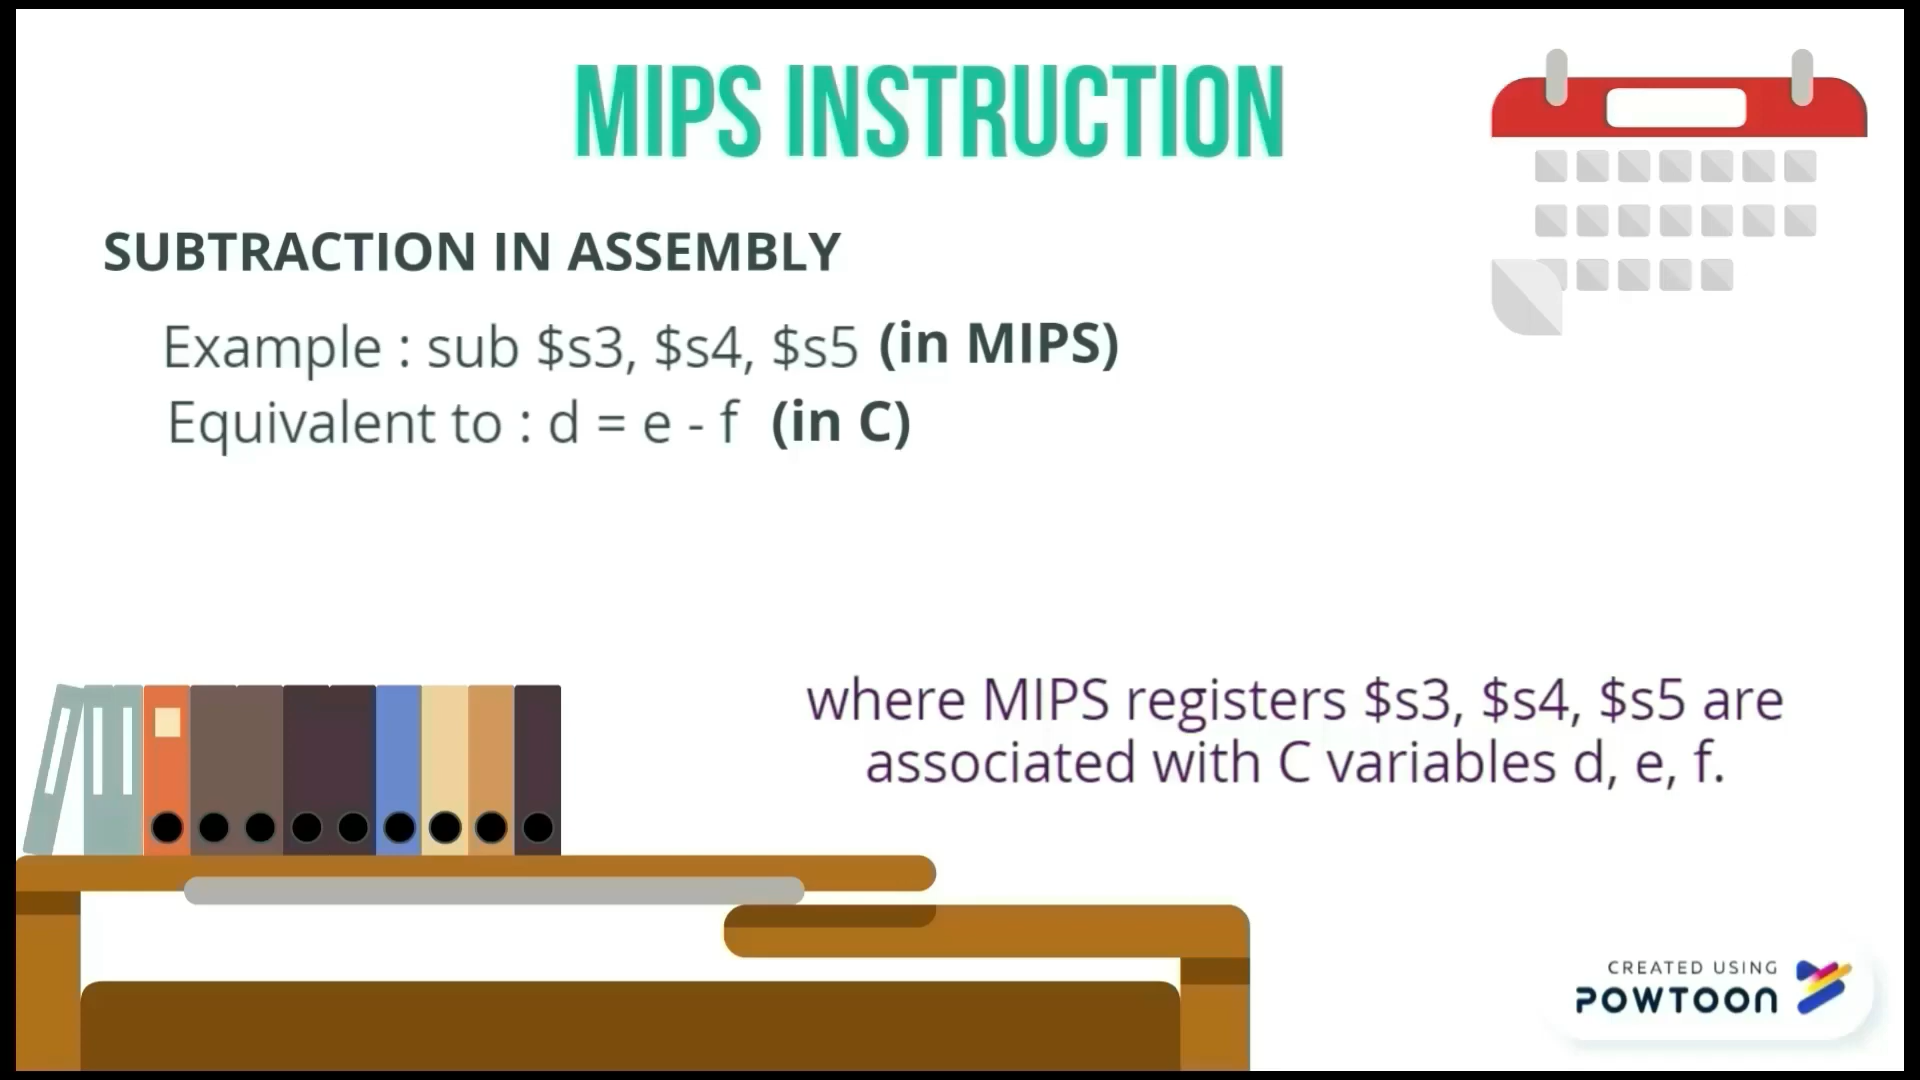 MIPS INSTRUCTION
SUBTRACTION IN ASSEMBLY
Example : sub $s3, $s4, $s5 (in MIPS)
Equivalent to : d = e - f (in C)
where MIPS registers $s3, $s4, $s5 are
associated with C variables d, e, f.
CREATED USING
POWTOON